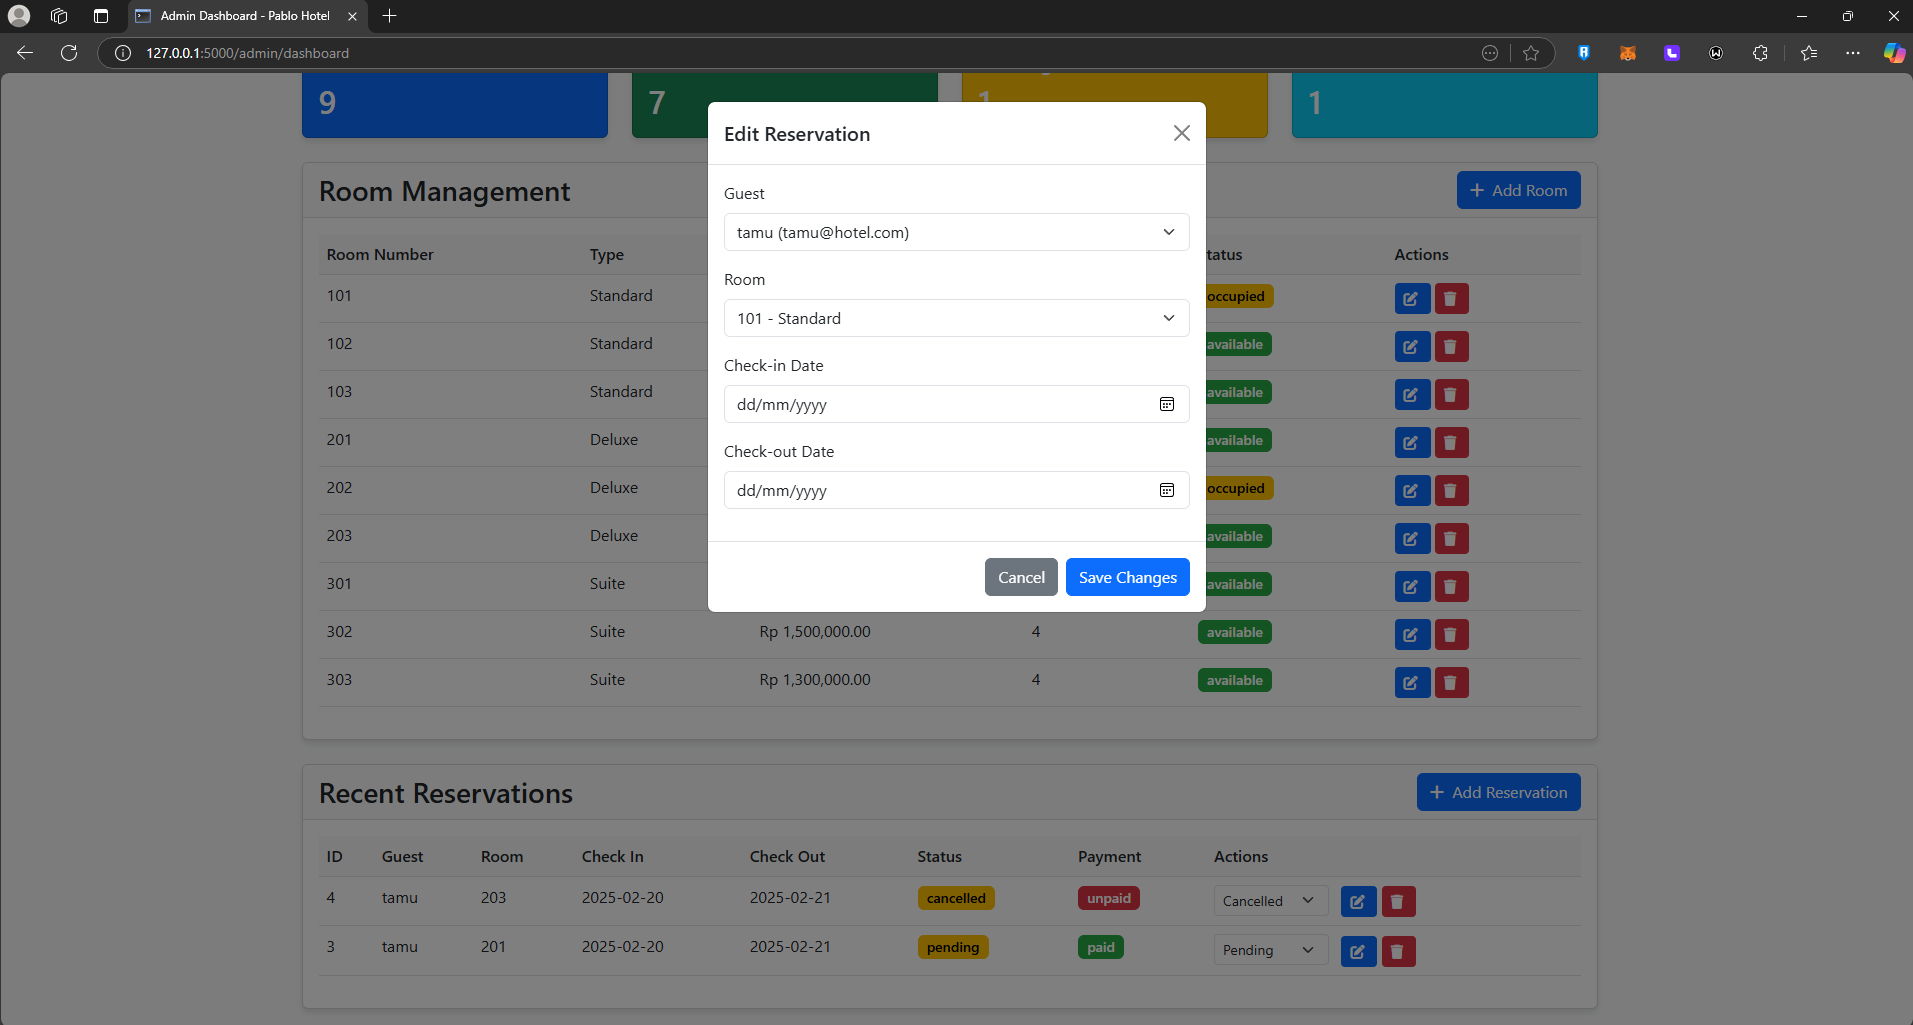 Admin Dashboard - Pablo Hotel
127.0.0.1:5000/admin/dashboard
9
7
1
Edit Reservation
Guest
tamu (tamu@hotel.com)
Room
101 - Standard
Check-in Date
dd/mm/yyyy
Check-out Date
dd/mm/yyyy
Cancel Save Changes
Room Management + Add Room
Room Number Type tatus Actions
101 Standard occupied
102 Standard available
103 Standard available
201 Deluxe available
202 Deluxe occupied
203 Deluxe available
301 Suite available
302 Suite Rp 1,500,000.00 4 available
303 Suite Rp 1,300,000.00 4 available
Recent Reservations + Add Reservation
ID Guest Room Check In Check Out Status Payment Actions
4 tamu 203 2025-02-20 2025-02-21 cancelled unpaid Cancelled
3 tamu 201 2025-02-20 2025-02-21 pending paid Pending